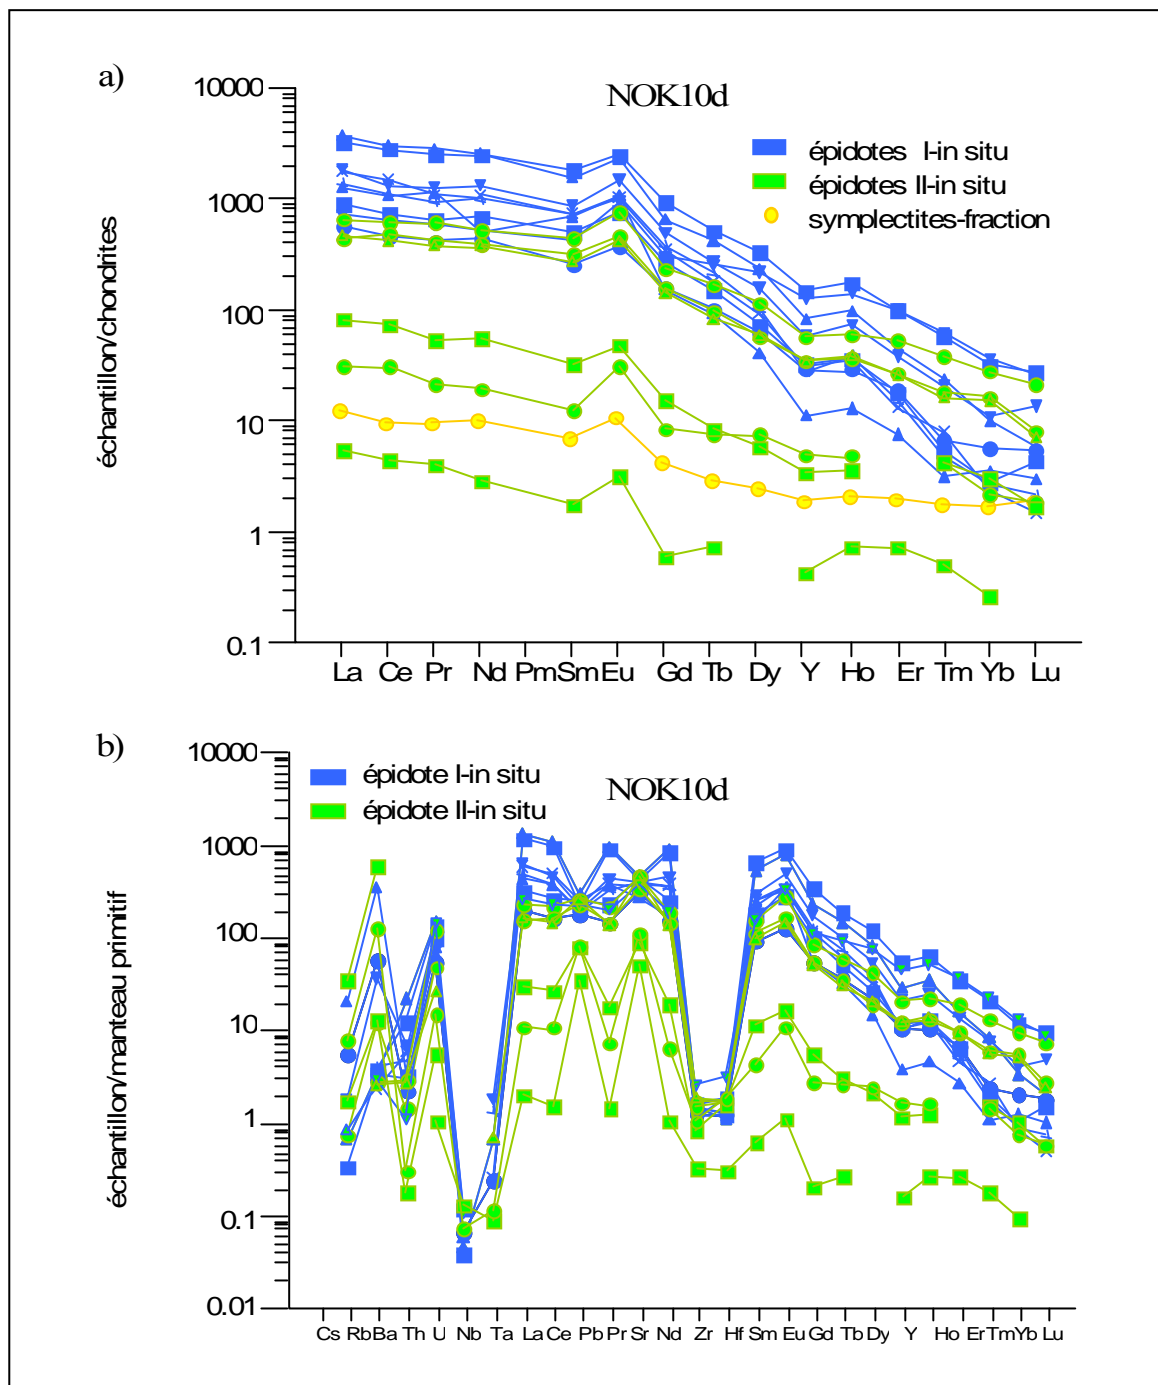 a)
NOK10d
10000
1000
100
10
1
0.1
échantillon/chondrites
épidotes I-in situ
épidotes II-in situ
symplectites-fraction
La Ce Pr Nd Pm Sm Eu Gd Tb Dy Y Ho Er Tm Yb Lu
b)
NOK10d
10000
1000
100
10
1
0.1
0.01
échantillon/manteau primitif
épidote I-in situ
épidote II-in situ
Cs Rb Ba Th U Nb Ta La Ce Pb Pr Sr Nd Zr Hf Sm Eu Gd Tb Dy Y Ho Er Tm Yb Lu